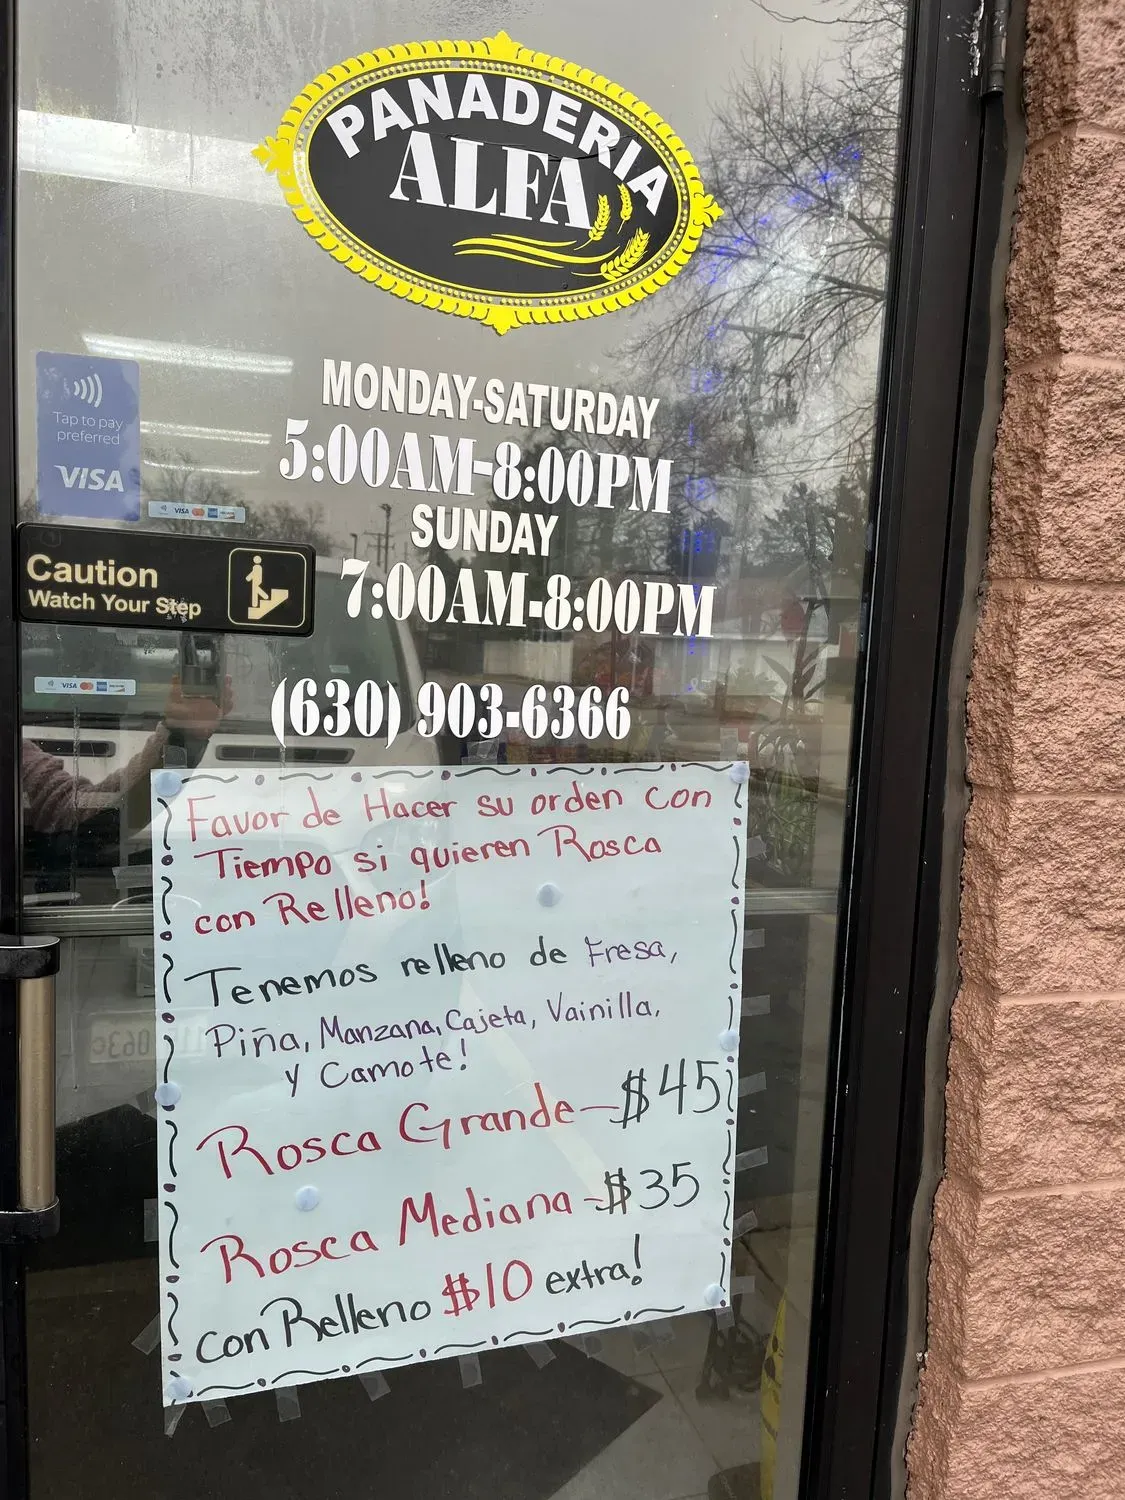 PANADERIA
ALFA
MONDAY-SATURDAY
5:00AM-8:00PM
SUNDAY
7:00AM-8:00PM
(630) 903-6366
Tap to pay
preferred
VISA
VISA
Caution
Watch Your Step
VISA
Favor de Hacer su orden con
Tiempo si quieren Rosca
con Relleno!
Tenemos relleno de Fresa,
Piña, Manzana, Cajeta, Vainilla,
y Camote!
Rosca Grande-$45
Rosca Mediana-$35
con Relleno $10 extra!